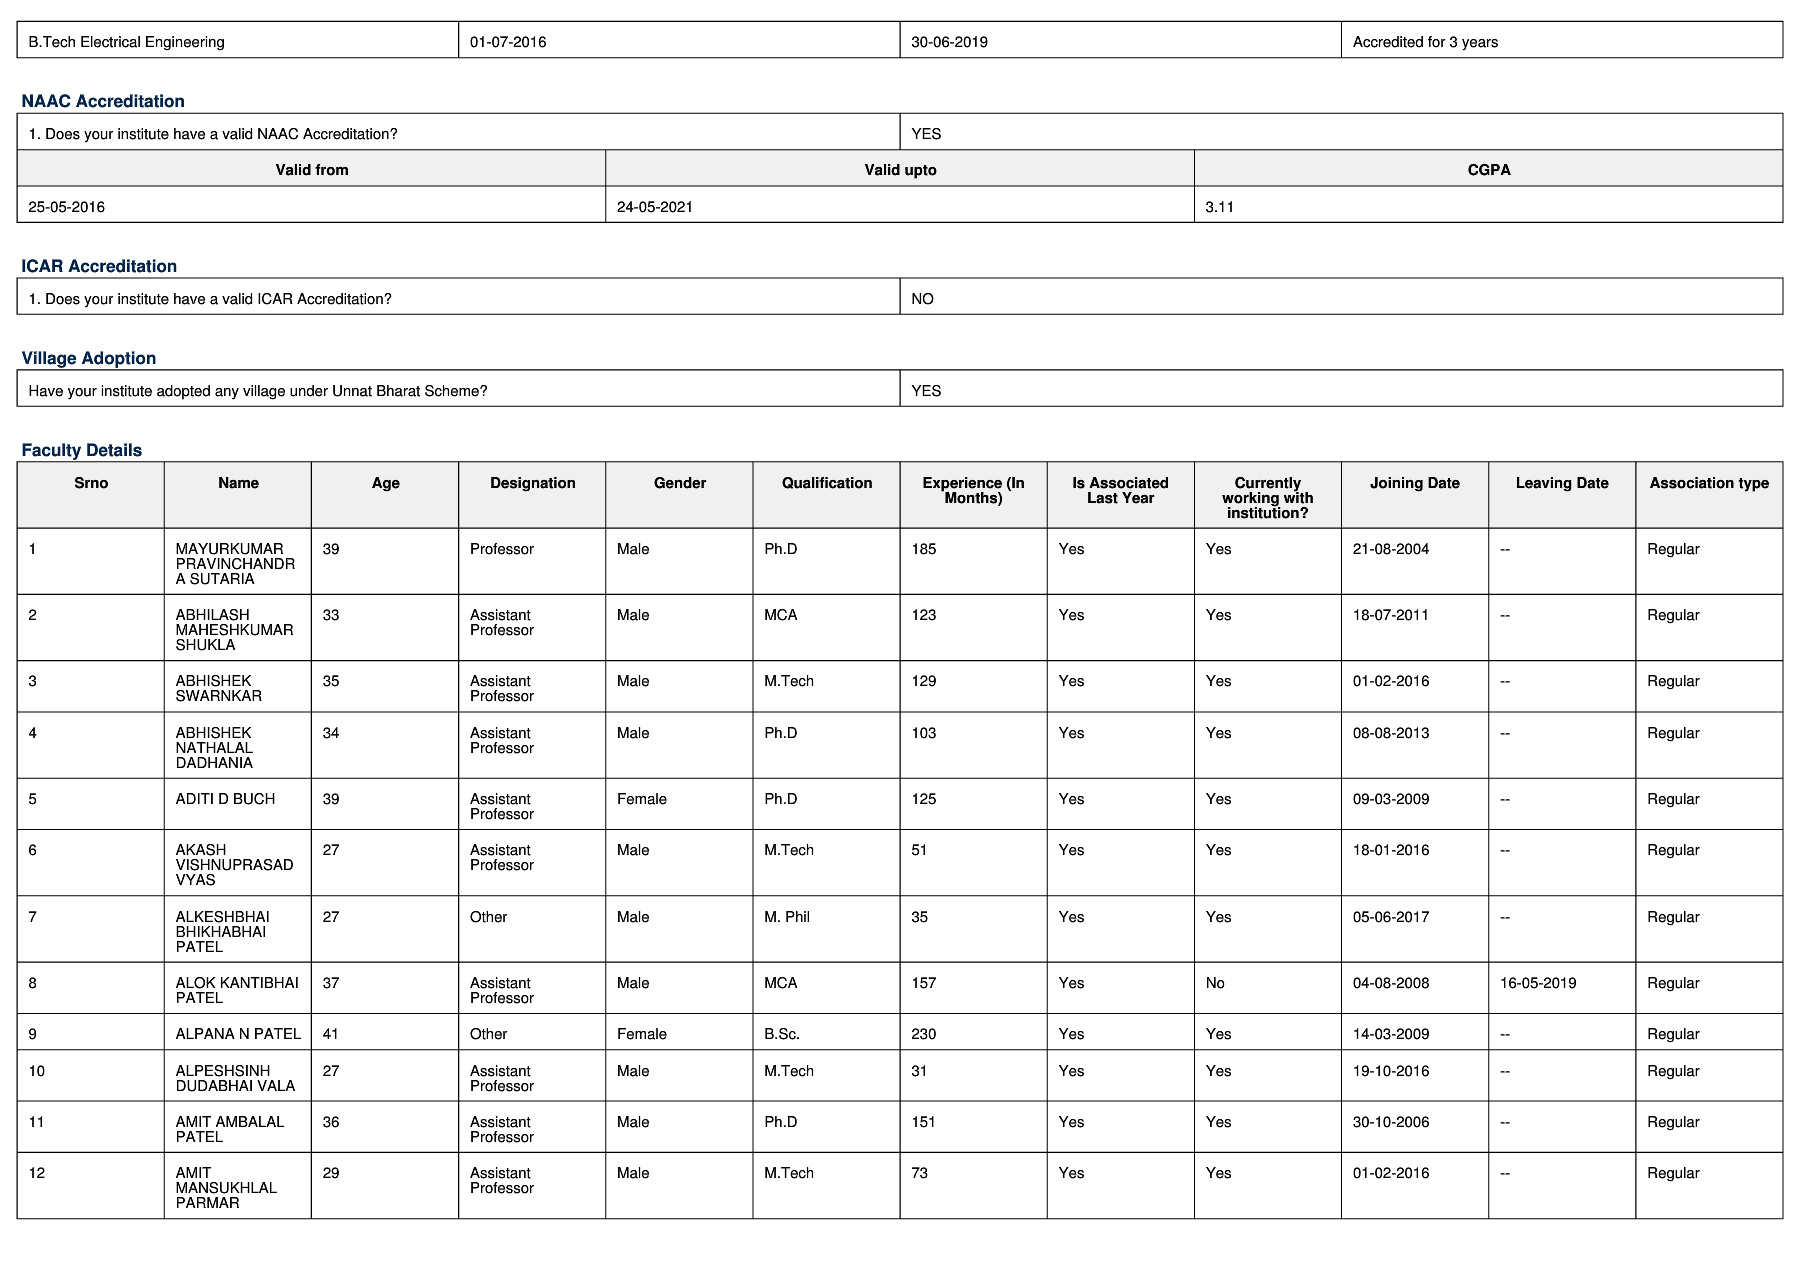 B.Tech Electrical Engineering 01-07-2016 30-06-2019 Accredited for 3 years
NAAC Accreditation
1. Does your institute have a valid NAAC Accreditation? YES
Valid from Valid upto CGPA
25-05-2016 24-05-2021 3.11
ICAR Accreditation
1. Does your institute have a valid ICAR Accreditation? NO
Village Adoption
Have your institute adopted any village under Unnat Bharat Scheme? YES
Faculty Details
Srno Name Age Designation Gender Qualification Experience (In Is Associated Currently Joining Date Leaving Date Association type
Months) Last Year working with
institution?
1 MAYURKUMAR 39 Professor Male Ph.D 185 Yes Yes 21-08-2004 -- Regular
PRAVINCHANDR
A SUTARIA
2 ABHILASH 33 Assistant Male MCA 123 Yes Yes 18-07-2011 -- Regular
MAHESHKUMAR Professor
SHUKLA
3 ABHISHEK 35 Assistant Male M.Tech 129 Yes Yes 01-02-2016 -- Regular
SWARNKAR Professor
4 ABHISHEK 34 Assistant Male Ph.D 103 Yes Yes 08-08-2013 -- Regular
NATHALAL Professor
DADHANIA
5 ADITI D BUCH 39 Assistant Female Ph.D 125 Yes Yes 09-03-2009 -- Regular
Professor
6 AKASH 27 Assistant Male M.Tech 51 Yes Yes 18-01-2016 -- Regular
VISHNUPRASAD Professor
VYAS
7 ALKESHBHAI 27 Other Male M. Phil 35 Yes Yes 05-06-2017 -- Regular
BHIKHABHAI
PATEL
8 ALOK KANTIBHAI 37 Assistant Male MCA 157 Yes No 04-08-2008 16-05-2019 Regular
PATEL Professor
9 ALPANA N PATEL 41 Other Female B.Sc. 230 Yes Yes 14-03-2009 -- Regular
10 ALPESHSINH 27 Assistant Male M.Tech 31 Yes Yes 19-10-2016 -- Regular
DUDABHAI VALA Professor
11 AMIT AMBALAL 36 Assistant Male Ph.D 151 Yes Yes 30-10-2006 -- Regular
PATEL Professor
12 AMIT 29 Assistant Male M.Tech 73 Yes Yes 01-02-2016 -- Regular
MANSUKHLAL Professor
PARMAR